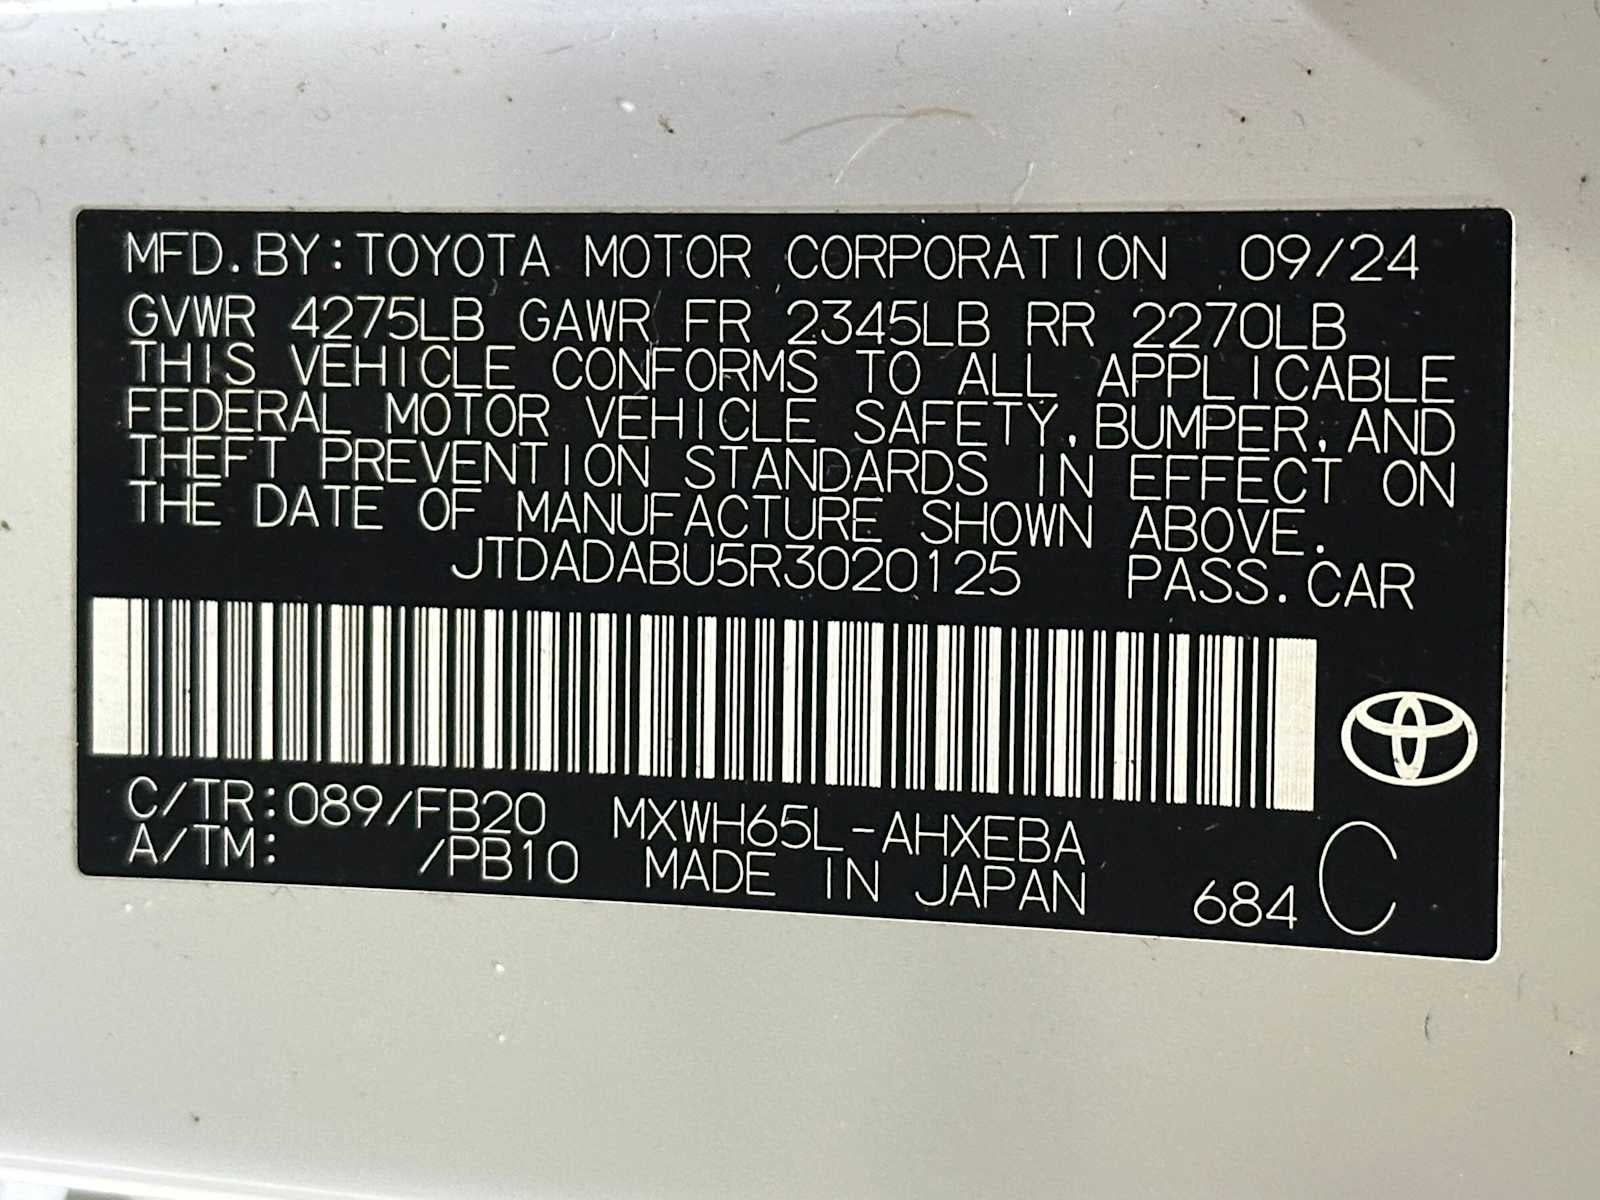 MFD.BY:TOYOTA MOTOR CORPORATION 09/24
GVWR 4275LB GAWR FR 2345LB RR 2270LB
THIS VEHICLE CONFORMS TO ALL APPLICABLE
FEDERAL MOTOR VEHICLE SAFETY,BUMPER,AND
THEFT PREVENTION STANDARDS IN EFFECT ON
THE DATE OF MANUFACTURE SHOWN ABOVE.
JTDADABU5R3020125 PASS.CAR
C/TR:089/FB20 MXWH65L-AHXEBA
A/TM: /PB10 MADE IN JAPAN 684 C